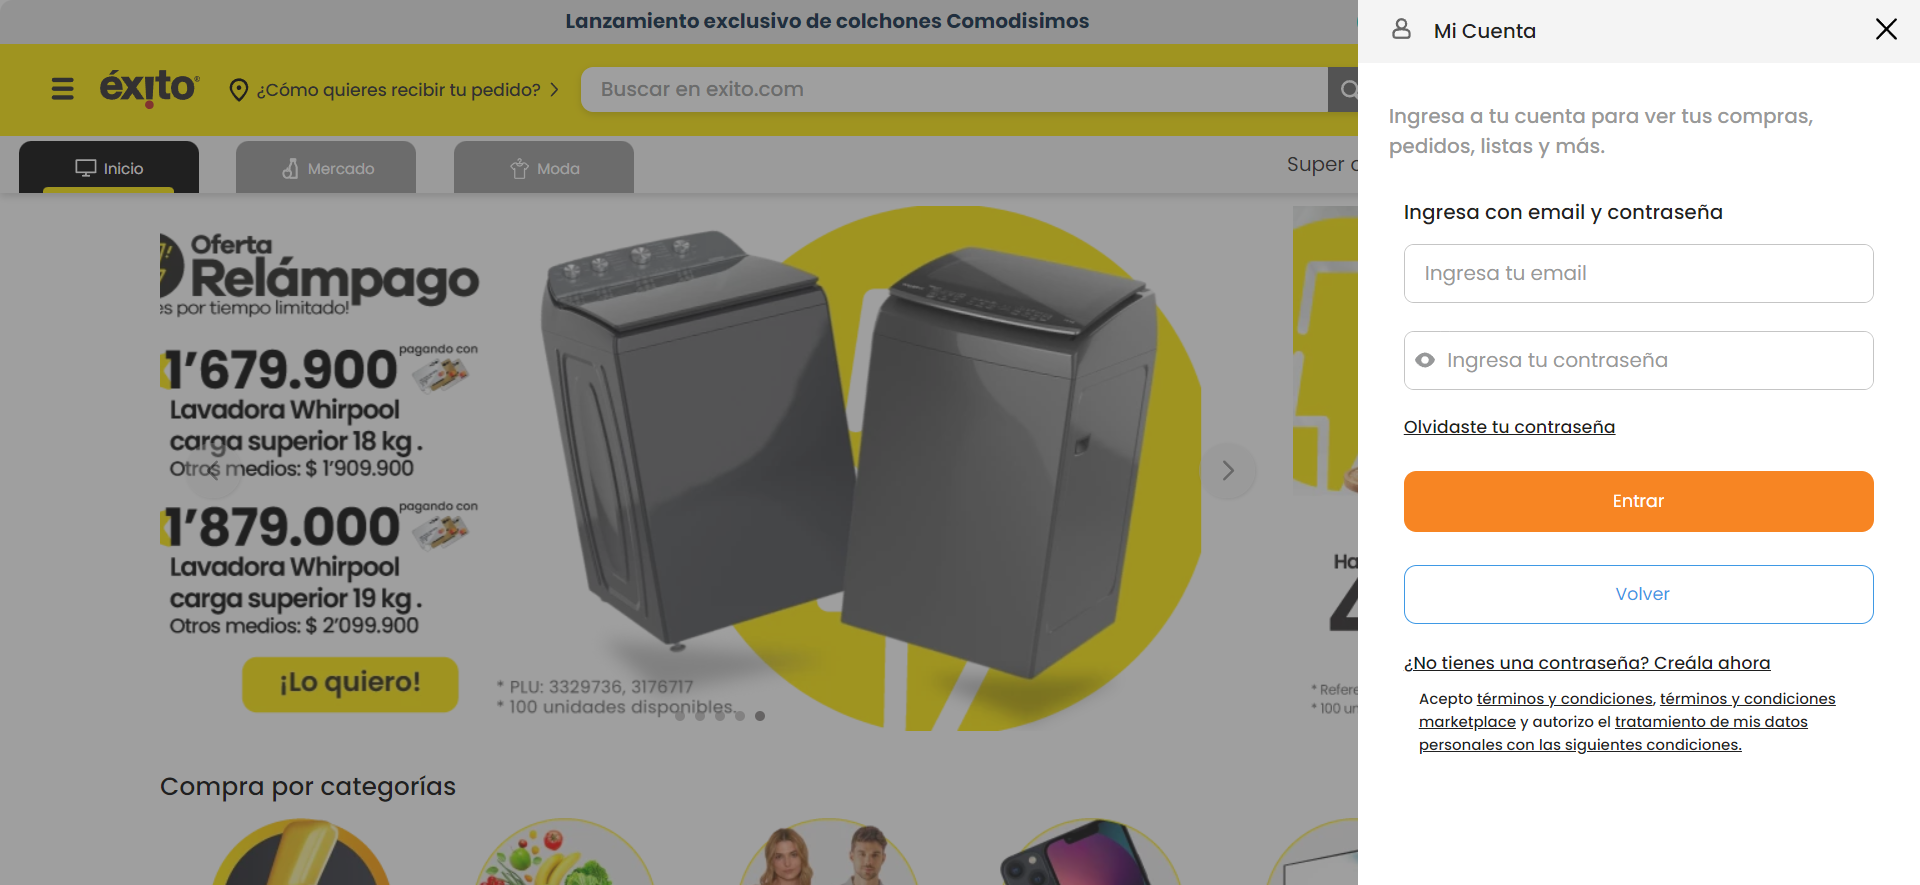 Lanzamiento exclusivo de colchones Comodisimos
éxito
¿Cómo quieres recibir tu pedido?
Buscar en exito.com
Inicio
Mercado
Moda
Super
Oferta
Relámpago
es por tiempo limitado!
1'679.900 pagando con
Lavadora Whirpool
carga superior 18 kg .
Otros medios: $ 1'909.900
1'879.000 pagando con
Lavadora Whirpool
carga superior 19 kg .
Otros medios: $ 2'099.900
¡Lo quiero!
* PLU: 3329736, 3176717
* 100 unidades disponibles.
Ha
4
* Refere
* 100 un
Compra por categorías
Mi Cuenta
Ingresa a tu cuenta para ver tus compras,
pedidos, listas y más.
Ingresa con email y contraseña
Ingresa tu email
Ingresa tu contraseña
Olvidaste tu contraseña
Entrar
Volver
¿No tienes una contraseña? Creála ahora
Acepto términos y condiciones, términos y condiciones
marketplace y autorizo el tratamiento de mis datos
personales con las siguientes condiciones.